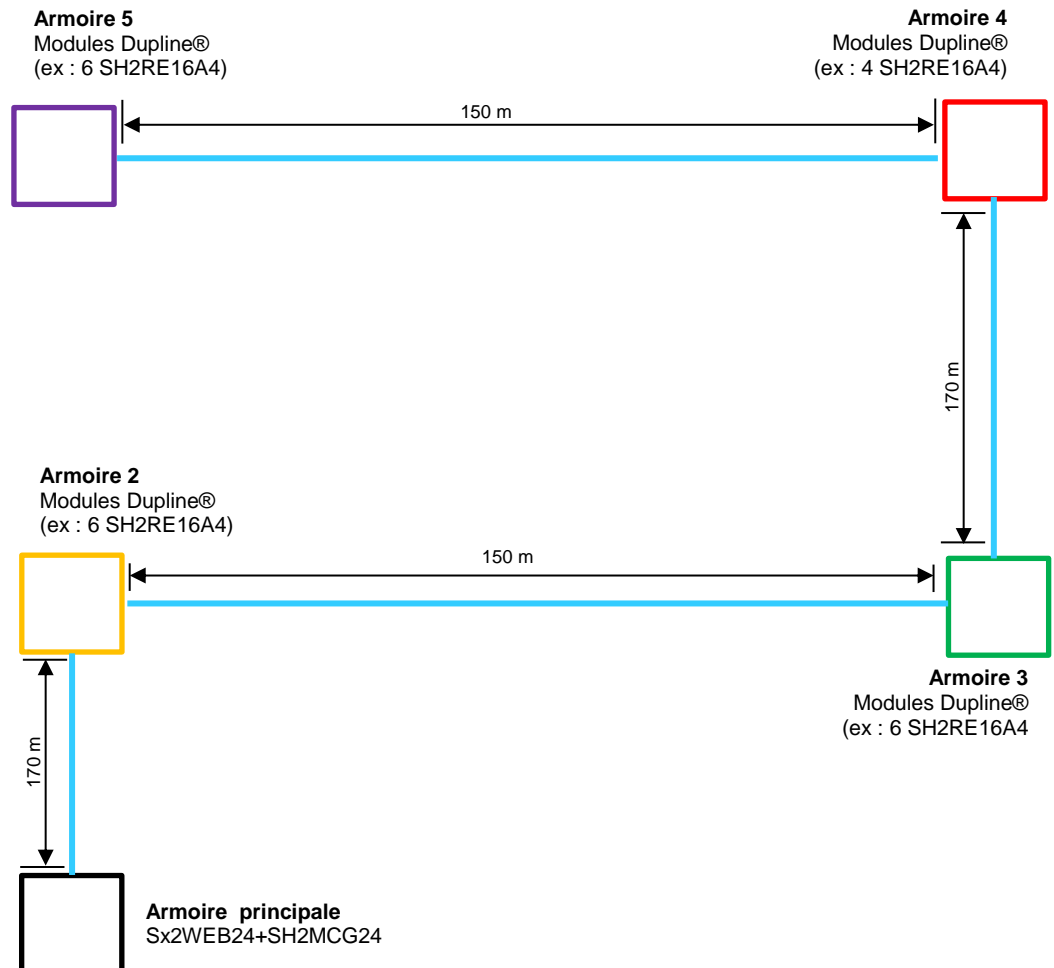 Armoire 5
Modules Dupline®
(ex : 6 SH2RE16A4)
Armoire 4
Modules Dupline®
(ex : 4 SH2RE16A4)
150 m
170 m
Armoire 2
Modules Dupline®
(ex : 6 SH2RE16A4)
150 m
Armoire 3
Modules Dupline®
(ex : 6 SH2RE16A4
170 m
Armoire principale
Sx2WEB24+SH2MCG24